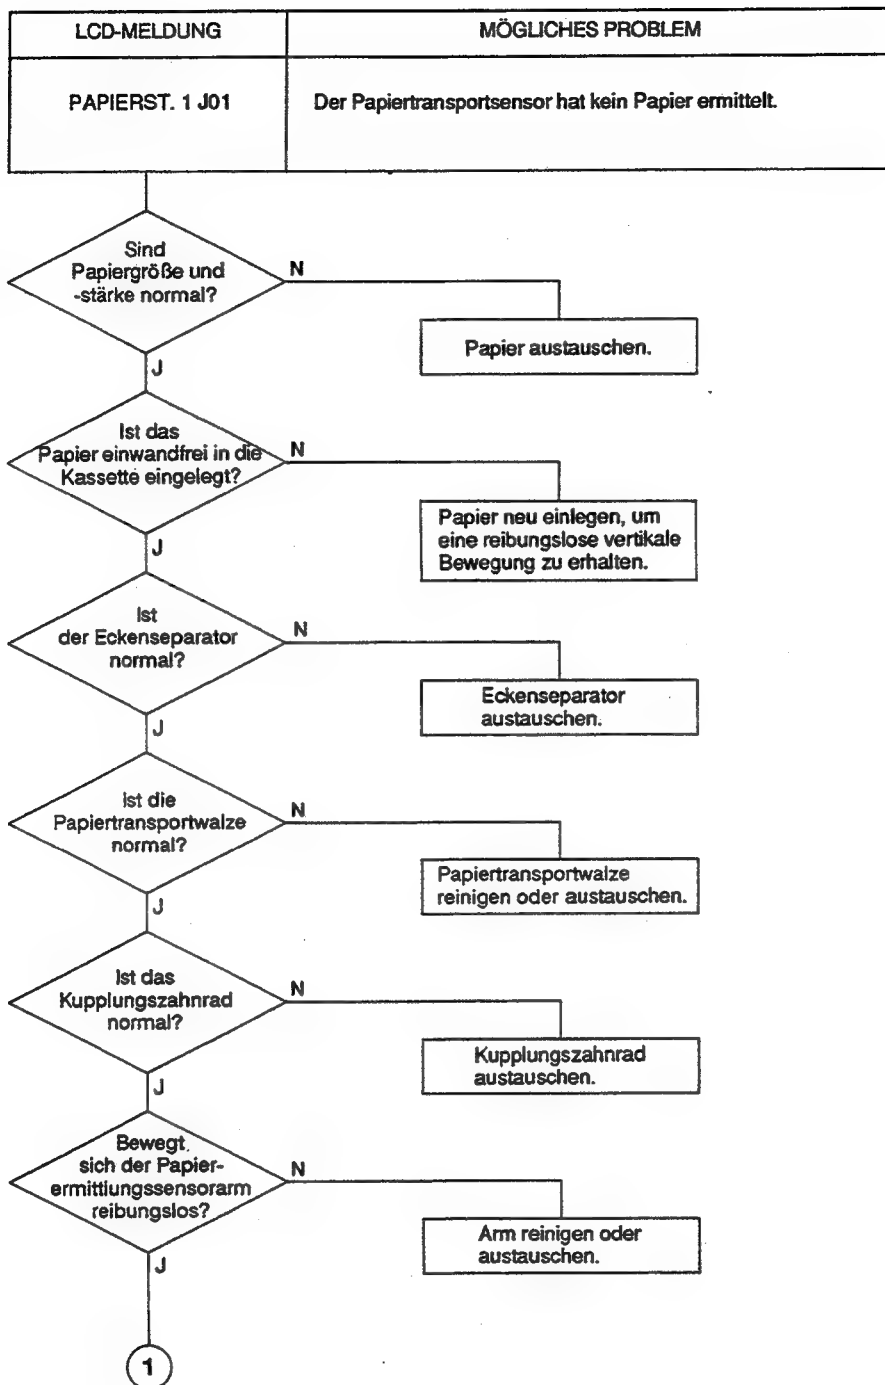 LCD-MELDUNG
MÖGLICHES PROBLEM
PAPIERST. 1 J01
Der Papiertransportsensor hat kein Papier ermittelt.
Sind
Papiergröße und
-stärke normal?
N
Papier austauschen.
J
Ist das
Papier einwandfrei in die
Kassette eingelegt?
N
Papier neu einlegen, um
eine reibungslose vertikale
Bewegung zu erhalten.
J
Ist
der Eckenseparator
normal?
N
Eckenseparator
austauschen.
J
Ist die
Papiertransportwalze
normal?
N
Papiertransportwalze
reinigen oder austauschen.
J
Ist das
Kupplungszahnrad
normal?
N
Kupplungszahnrad
austauschen.
J
Bewegt
sich der Papier-
ermittlungssensorarm
reibungslos?
N
Arm reinigen oder
austauschen.
J
1